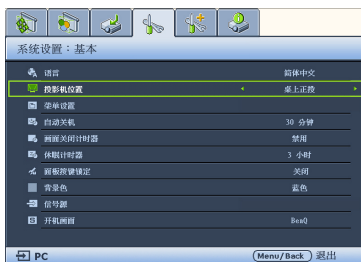 系统设置：基本
语言 简体中文
投影机位置 桌上正投
菜单设置
自动关机 30 分钟
画面关闭计时器 禁用
休眠计时器 3 小时
面板按键锁定 关闭
背景色 蓝色
信号源
开机画面 BenQ
PC Menu/Back 退出